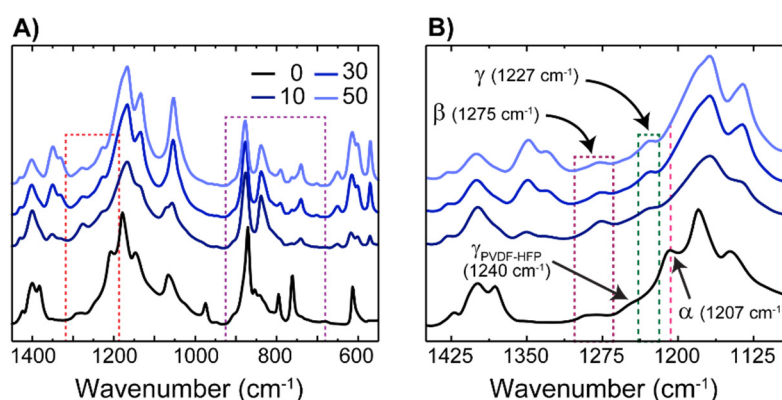 A)
0 30
10 50
1400 1200 1000 800 600
Wavenumber (cm⁻¹)
B)
γ (1227 cm⁻¹)
β (1275 cm⁻¹)
γPVDF-HFP
(1240 cm⁻¹)
α (1207 cm⁻¹
1425 1350 1275 1200 1125
Wavenumber (cm⁻¹)